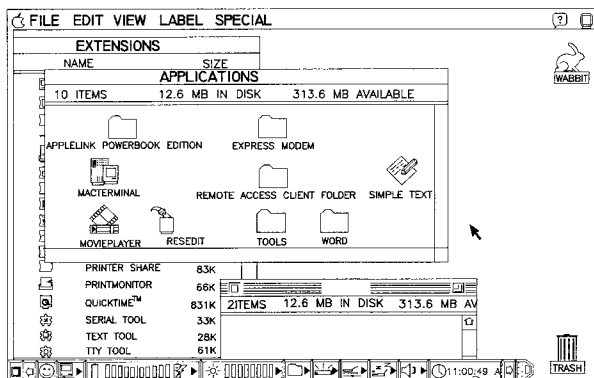 FILE EDIT VIEW LABEL SPECIAL ?
EXTENSIONS
NAME SIZE
WABBIT
APPLICATIONS
10 ITEMS 12.6 MB IN DISK 313.6 MB AVAILABLE
APPLELINK POWERBOOK EDITION EXPRESS MODEM
MACTERMINAL REMOTE ACCESS CLIENT FOLDER SIMPLE TEXT
MOVIEPLAYER RESEDIT TOOLS WORD
PRINTER SHARE 83K
PRINTMONITOR 66K
QUICKTIME™ 831K
SERIAL TOOL 33K
TEXT TOOL 28K
TTY TOOL 61K
2ITEMS 12.6 MB IN DISK 313.6 MB AV
11:00:49 A
TRASH